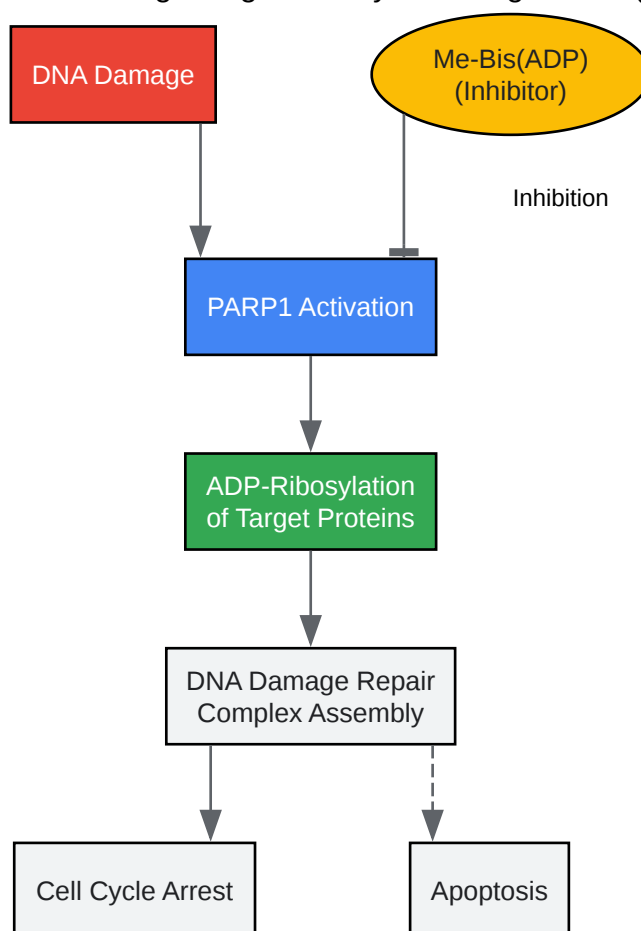 DNA Damage
Me-Bis(ADP)
(Inhibitor)
Inhibition
PARP1 Activation
ADP-Ribosylation
of Target Proteins
DNA Damage Repair
Complex Assembly
Cell Cycle Arrest
Apoptosis